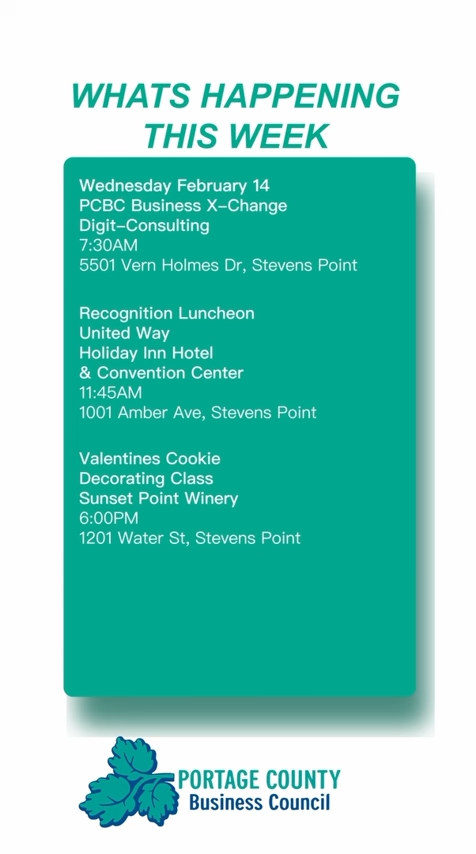 WHATS HAPPENING
THIS WEEK
Wednesday February 14
PCBC Business X-Change
Digit-Consulting
7:30AM
5501 Vern Holmes Dr, Stevens Point
Recognition Luncheon
United Way
Holiday Inn Hotel
& Convention Center
11:45AM
1001 Amber Ave, Stevens Point
Valentines Cookie
Decorating Class
Sunset Point Winery
6:00PM
1201 Water St, Stevens Point
PORTAGE COUNTY
Business Council